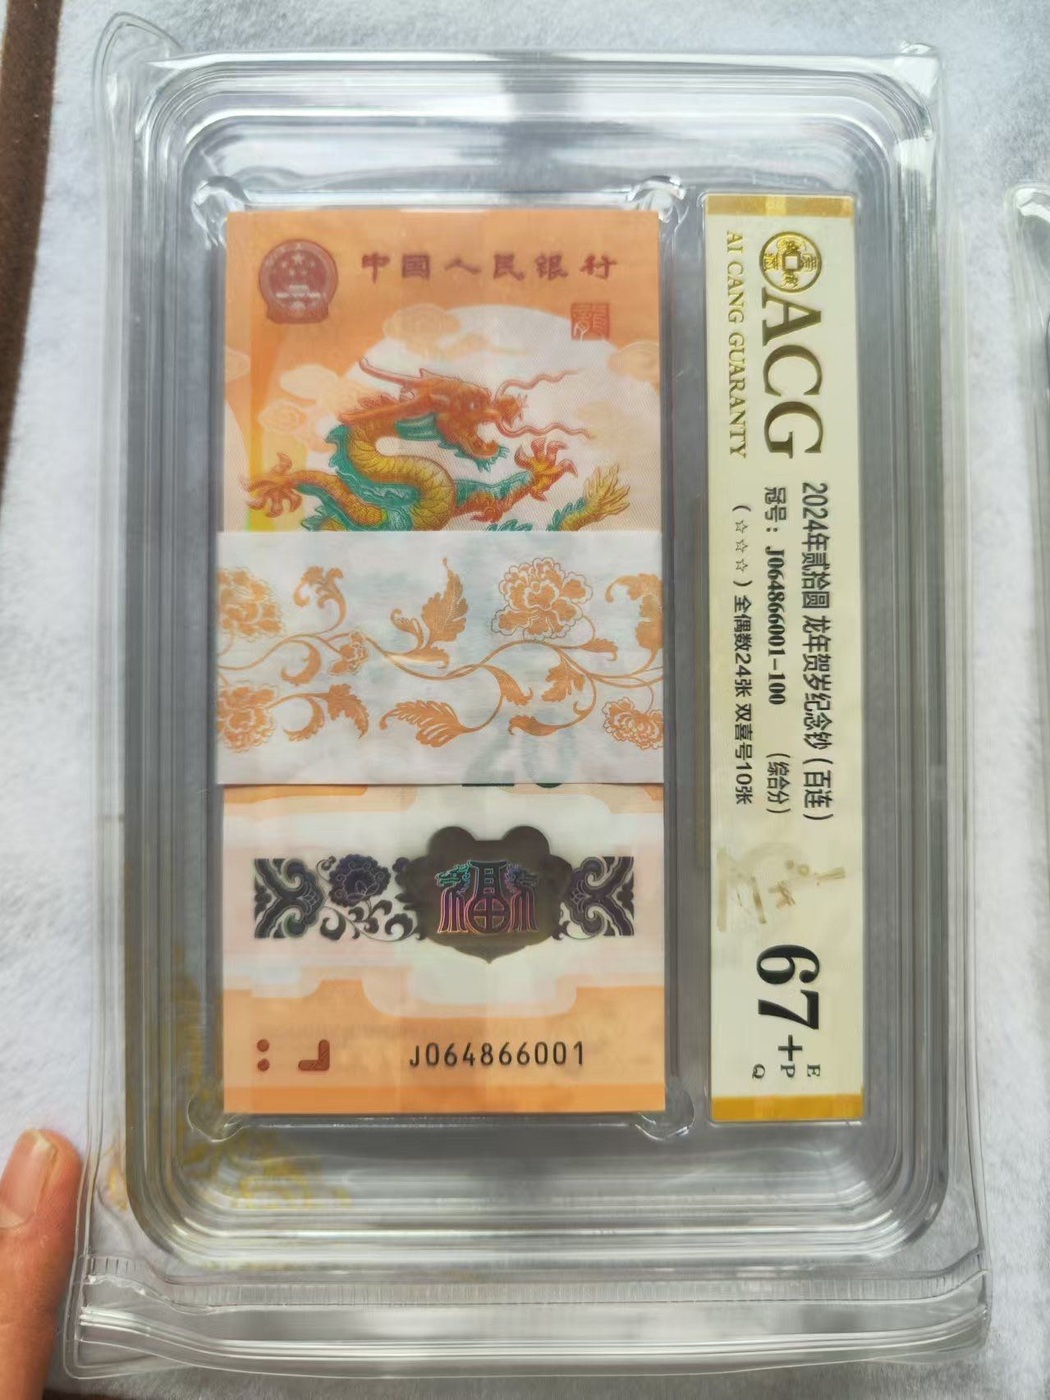 中国人民银行
福
J064866001
ACG
AI CANG GUARANTY
2024年贰拾圆 龙年贺岁纪念钞（百连）
冠号：J064866001-100 （综合分）
（☆☆☆）全偶数24张 双喜号10张
67+
E
P
Q